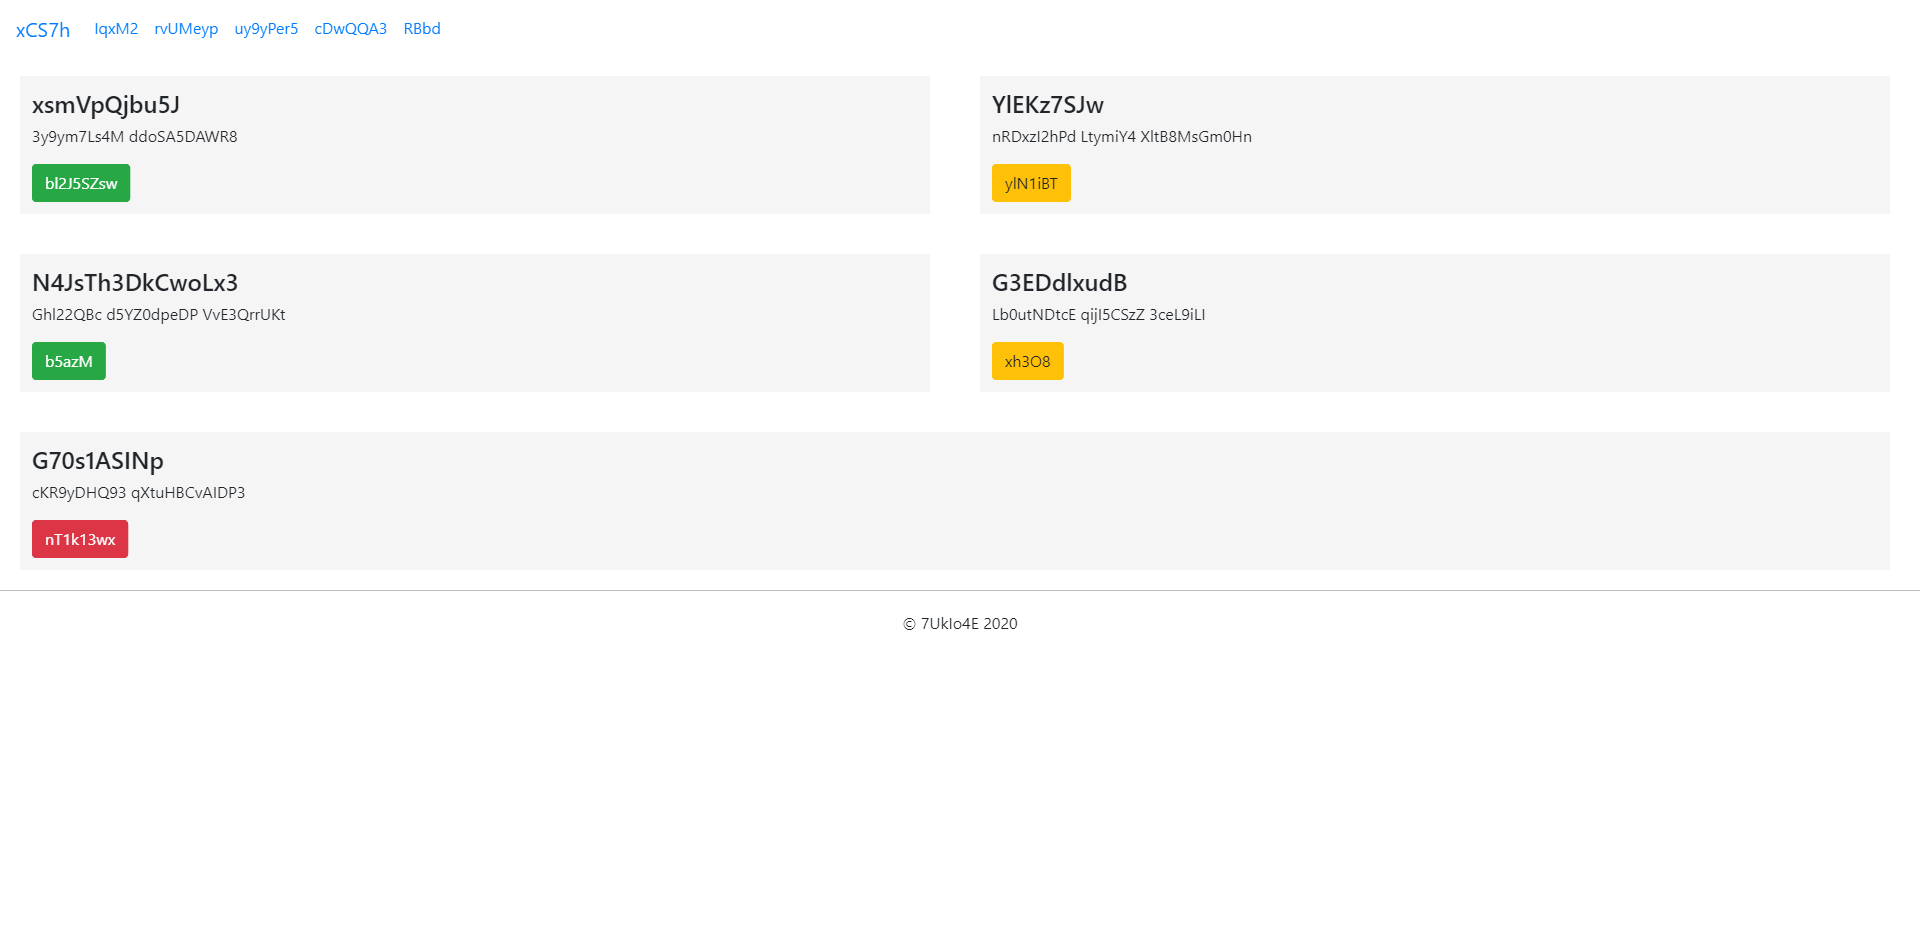 xCS7h IqxM2 rvUMeyp uy9yPer5 cDwQQA3 RBbd
xsmVpQjbu5J
3y9ym7Ls4M ddoSA5DAWR8
bl2J5SZsw
YlEKz7SJw
nRDxzI2hPd LtymiY4 XltB8MsGm0Hn
ylN1iBT
N4JsTh3DkCwoLx3
Ghl22QBc d5YZ0dpeDP VvE3QrrUKt
b5azM
G3EDdlxudB
Lb0utNDtcE qijI5CSzZ 3ceL9iLI
xh3O8
G70s1ASINp
cKR9yDHQ93 qXtuHBCvAIDP3
nT1k13wx
© 7UkIo4E 2020